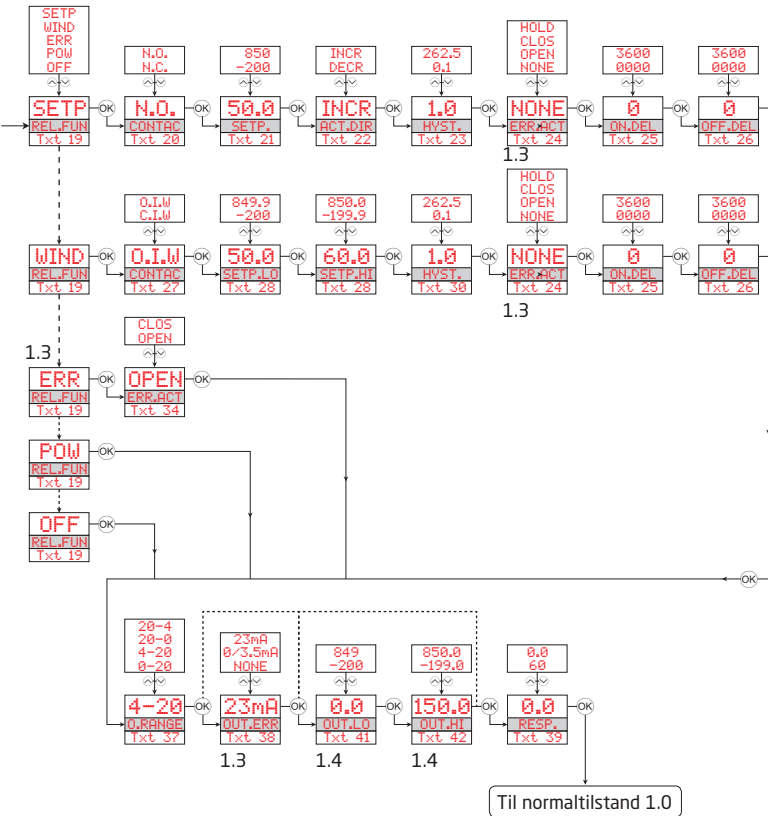 SETP
WIND
ERR
POW
OFF
N.O.
N.C.
850
-200
INCR
DECR
262.5
0.1
HOLD
CLOS
OPEN
NONE
3600
0000
3600
0000
SETP OK N.O. OK 50.0 OK INCR OK 1.0 OK NONE OK 0 OK 0
REL.FUN CONTAC SETP. ACT.DIR HYST. ERR.ACT ON.DEL OFF.DEL
Txt 19 Txt 20 Txt 21 Txt 22 Txt 23 Txt 24 Txt 25 Txt 26
1.3
O.I.W
C.I.W
849.9
-200
850.0
-199.9
262.5
0.1
HOLD
CLOS
OPEN
NONE
3600
0000
3600
0000
WIND OK O.I.W OK 50.0 OK 60.0 OK 1.0 OK NONE OK 0 OK 0
REL.FUN CONTAC SETP.LO SETP.HI HYST. ERR.ACT ON.DEL OFF.DEL
Txt 19 Txt 27 Txt 28 Txt 28 Txt 30 Txt 24 Txt 25 Txt 26
1.3
CLOS
OPEN
1.3
ERR OK OPEN OK
REL.FUN ERR.ACT
Txt 19 Txt 34
POW OK
REL.FUN
Txt 19
OFF OK
REL.FUN
Txt 19
OK
20-4
20-0
4-20
0-20
23mA
0/3.5mA
NONE
849
-200
850.0
-199.0
0.0
60
4-20 OK 23mA OK 0.0 OK 150.0 OK 0.0 OK
O.RANGE OUT.ERR OUT.LO OUT.HI RESP.
Txt 37 Txt 38 Txt 41 Txt 42 Txt 39
1.3 1.4 1.4
Til normaltilstand 1.0